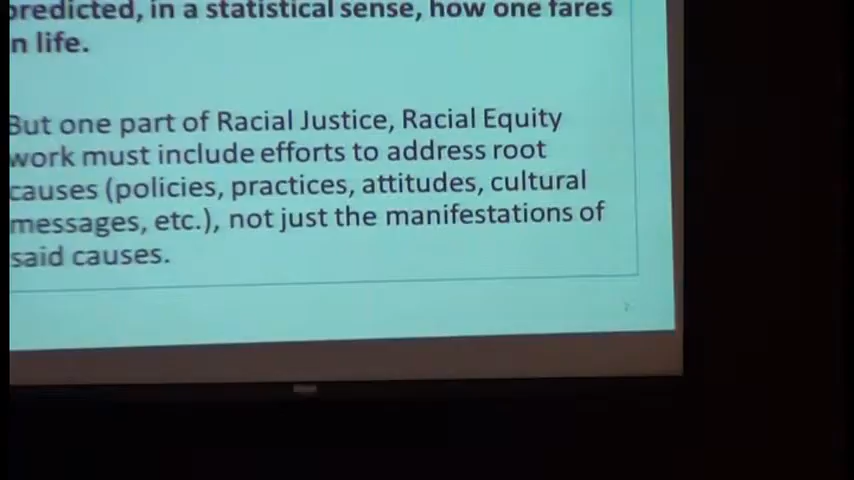 predicted, in a statistical sense, how one fares
n life.
But one part of Racial Justice, Racial Equity
work must include efforts to address root
causes (policies, practices, attitudes, cultural
messages, etc.), not just the manifestations of
said causes.